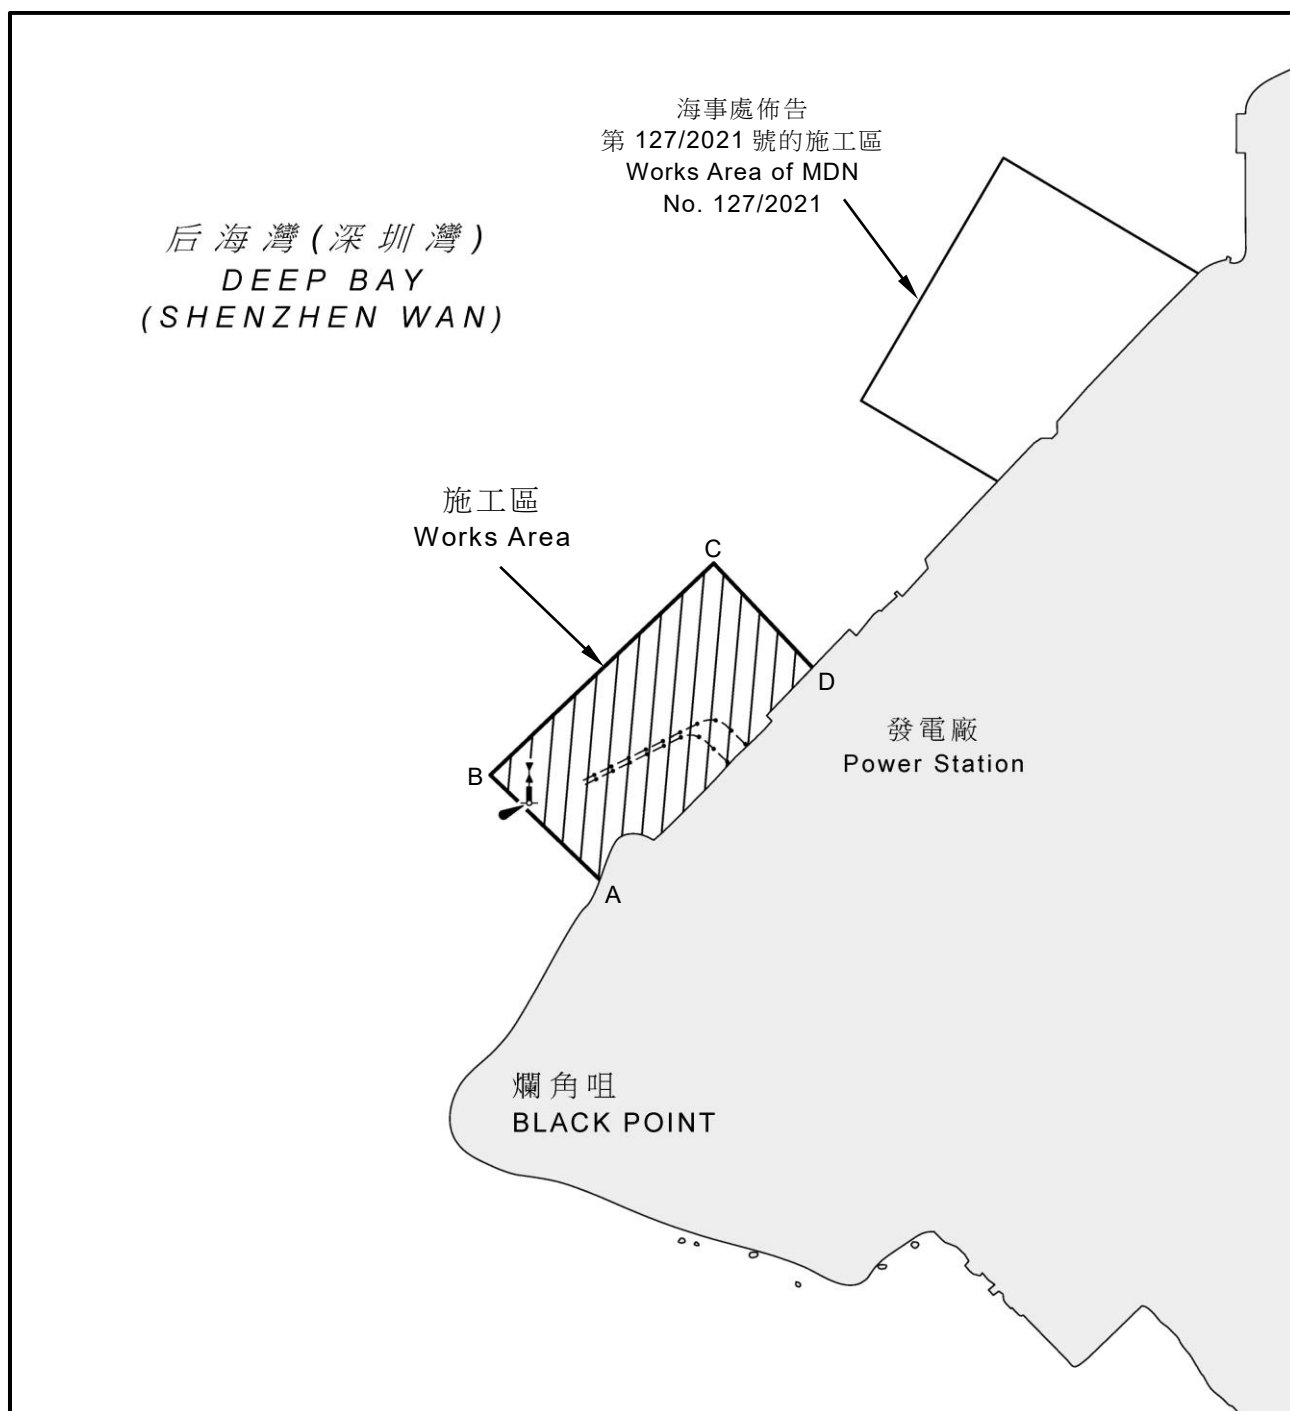 海事處佈告
第 127/2021 號的施工區
Works Area of MDN
No. 127/2021
后海灣(深圳灣)
DEEP BAY
(SHENZHEN WAN)
施工區
Works Area
C
D
B
A
發電廠
Power Station
爛角咀
BLACK POINT